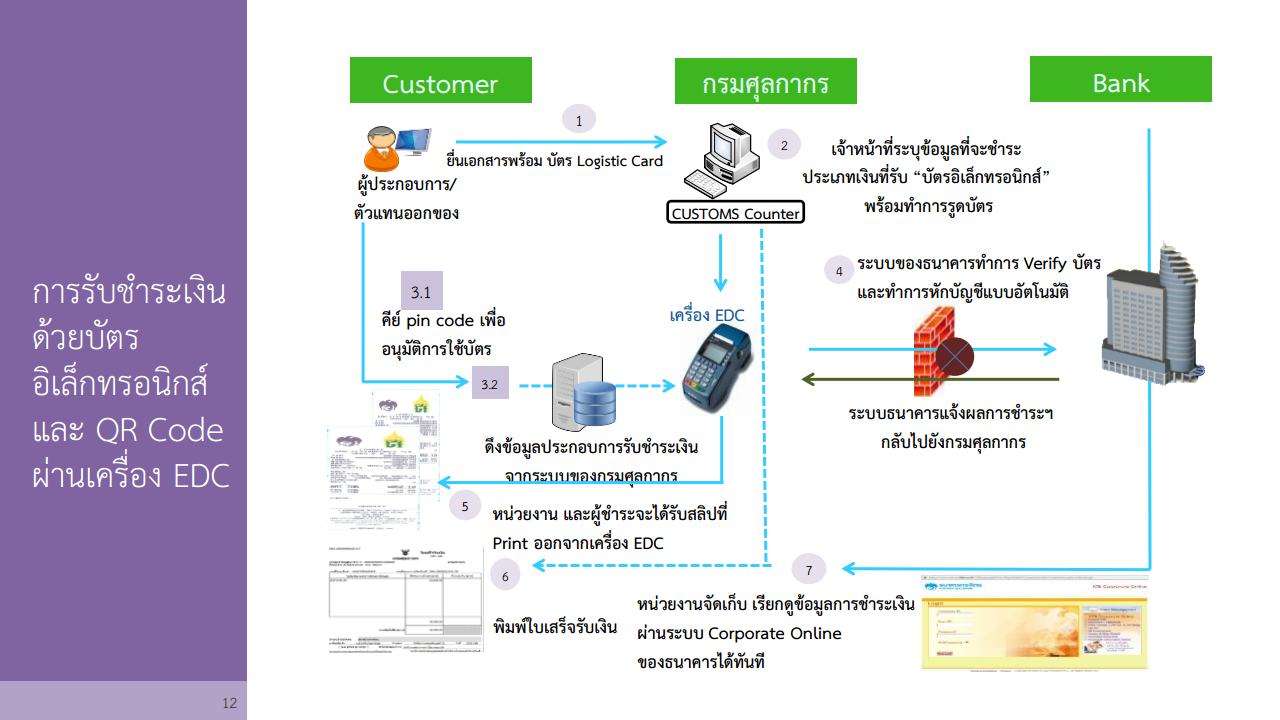 การรับชำระเงิน
ด้วยบัตร
อิเล็กทรอนิกส์
และ QR Code
ผ่านเครื่อง EDC
12
Customer
กรมศุลกากร
Bank
1
ยื่นเอกสารพร้อม บัตร Logistic Card
ผู้ประกอบการ/
ตัวแทนออกของ
CUSTOMS Counter
2
เจ้าหน้าที่ระบุข้อมูลที่จะชำระ
ประเภทเงินที่รับ “บัตรอิเล็กทรอนิกส์”
พร้อมทำการรูดบัตร
3.1
คีย์ pin code เพื่อ
อนุมัติการใช้บัตร
3.2
เครื่อง EDC
ดึงข้อมูลประกอบการรับชำระเงิน
จากระบบของกรมศุลกากร
4
ระบบของธนาคารทำการ Verify บัตร
และทำการหักบัญชีแบบอัตโนมัติ
ระบบธนาคารแจ้งผลการชำระฯ
กลับไปยังกรมศุลกากร
5
หน่วยงาน และผู้ชำระจะได้รับสลิปที่
Print ออกจากเครื่อง EDC
6
พิมพ์ใบเสร็จรับเงิน
7
หน่วยงานจัดเก็บ เรียกดูข้อมูลการชำระเงิน
ผ่านระบบ Corporate Online
ของธนาคารได้ทันที
KTB Corporate Online
Login